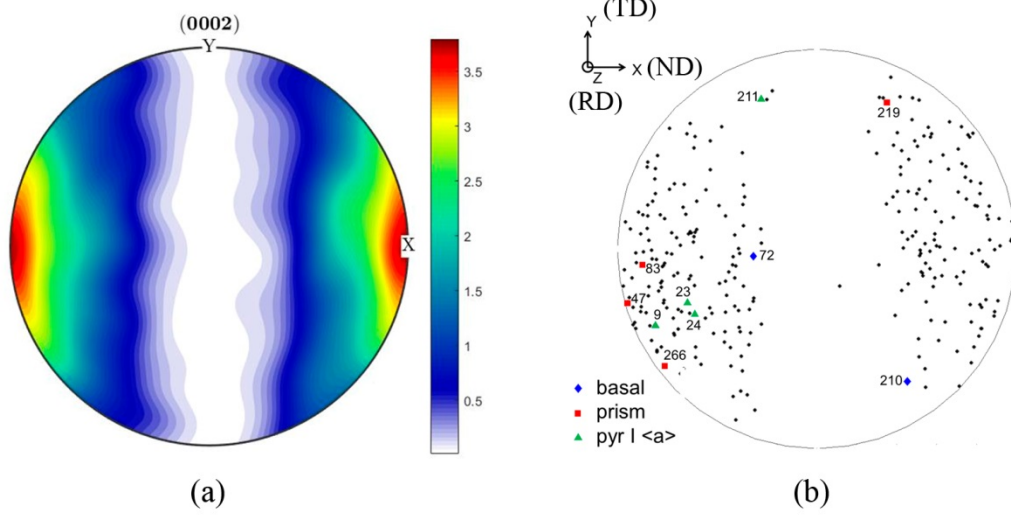 (0002)
Y
X
3.5
3
2.5
2
1.5
1
0.5
(a)
Y (TD)
X (ND)
Z
(RD)
211
219
72
83
47
23
9
24
266
210
basal
prism
pyr I <a>
(b)